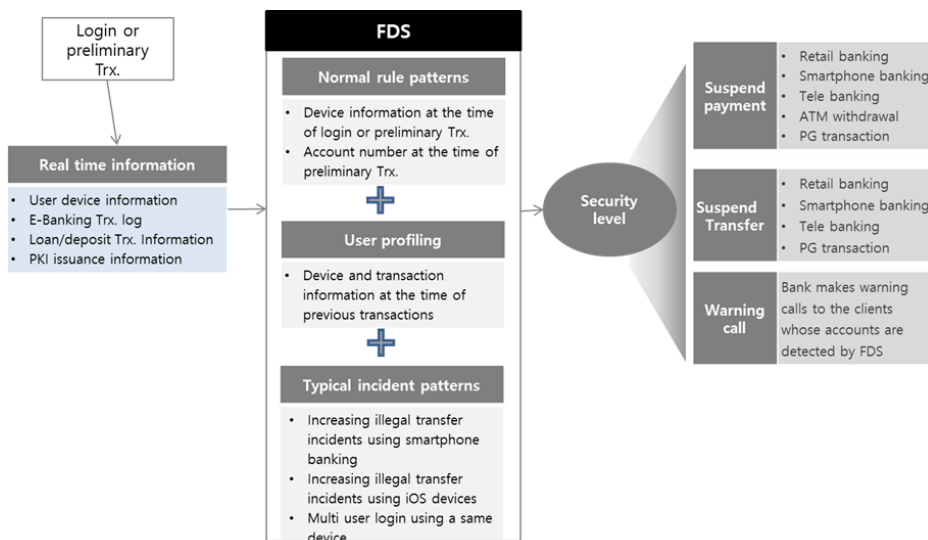 Login or
preliminary
Trx.
Real time information
• User device information
• E-Banking Trx. log
• Loan/deposit Trx. Information
• PKI issuance information
FDS
Normal rule patterns
• Device information at the time
of login or preliminary Trx.
• Account number at the time of
preliminary Trx.
User profiling
• Device and transaction
information at the time of
previous transactions
Typical incident patterns
• Increasing illegal transfer
incidents using smartphone
banking
• Increasing illegal transfer
incidents using iOS devices
• Multi user login using a same
device
Security
level
Suspend
payment
• Retail banking
• Smartphone banking
• Tele banking
• ATM withdrawal
• PG transaction
Suspend
Transfer
• Retail banking
• Smartphone banking
• Tele banking
• PG transaction
Warning
call
Bank makes warning
calls to the clients
whose accounts are
detected by FDS